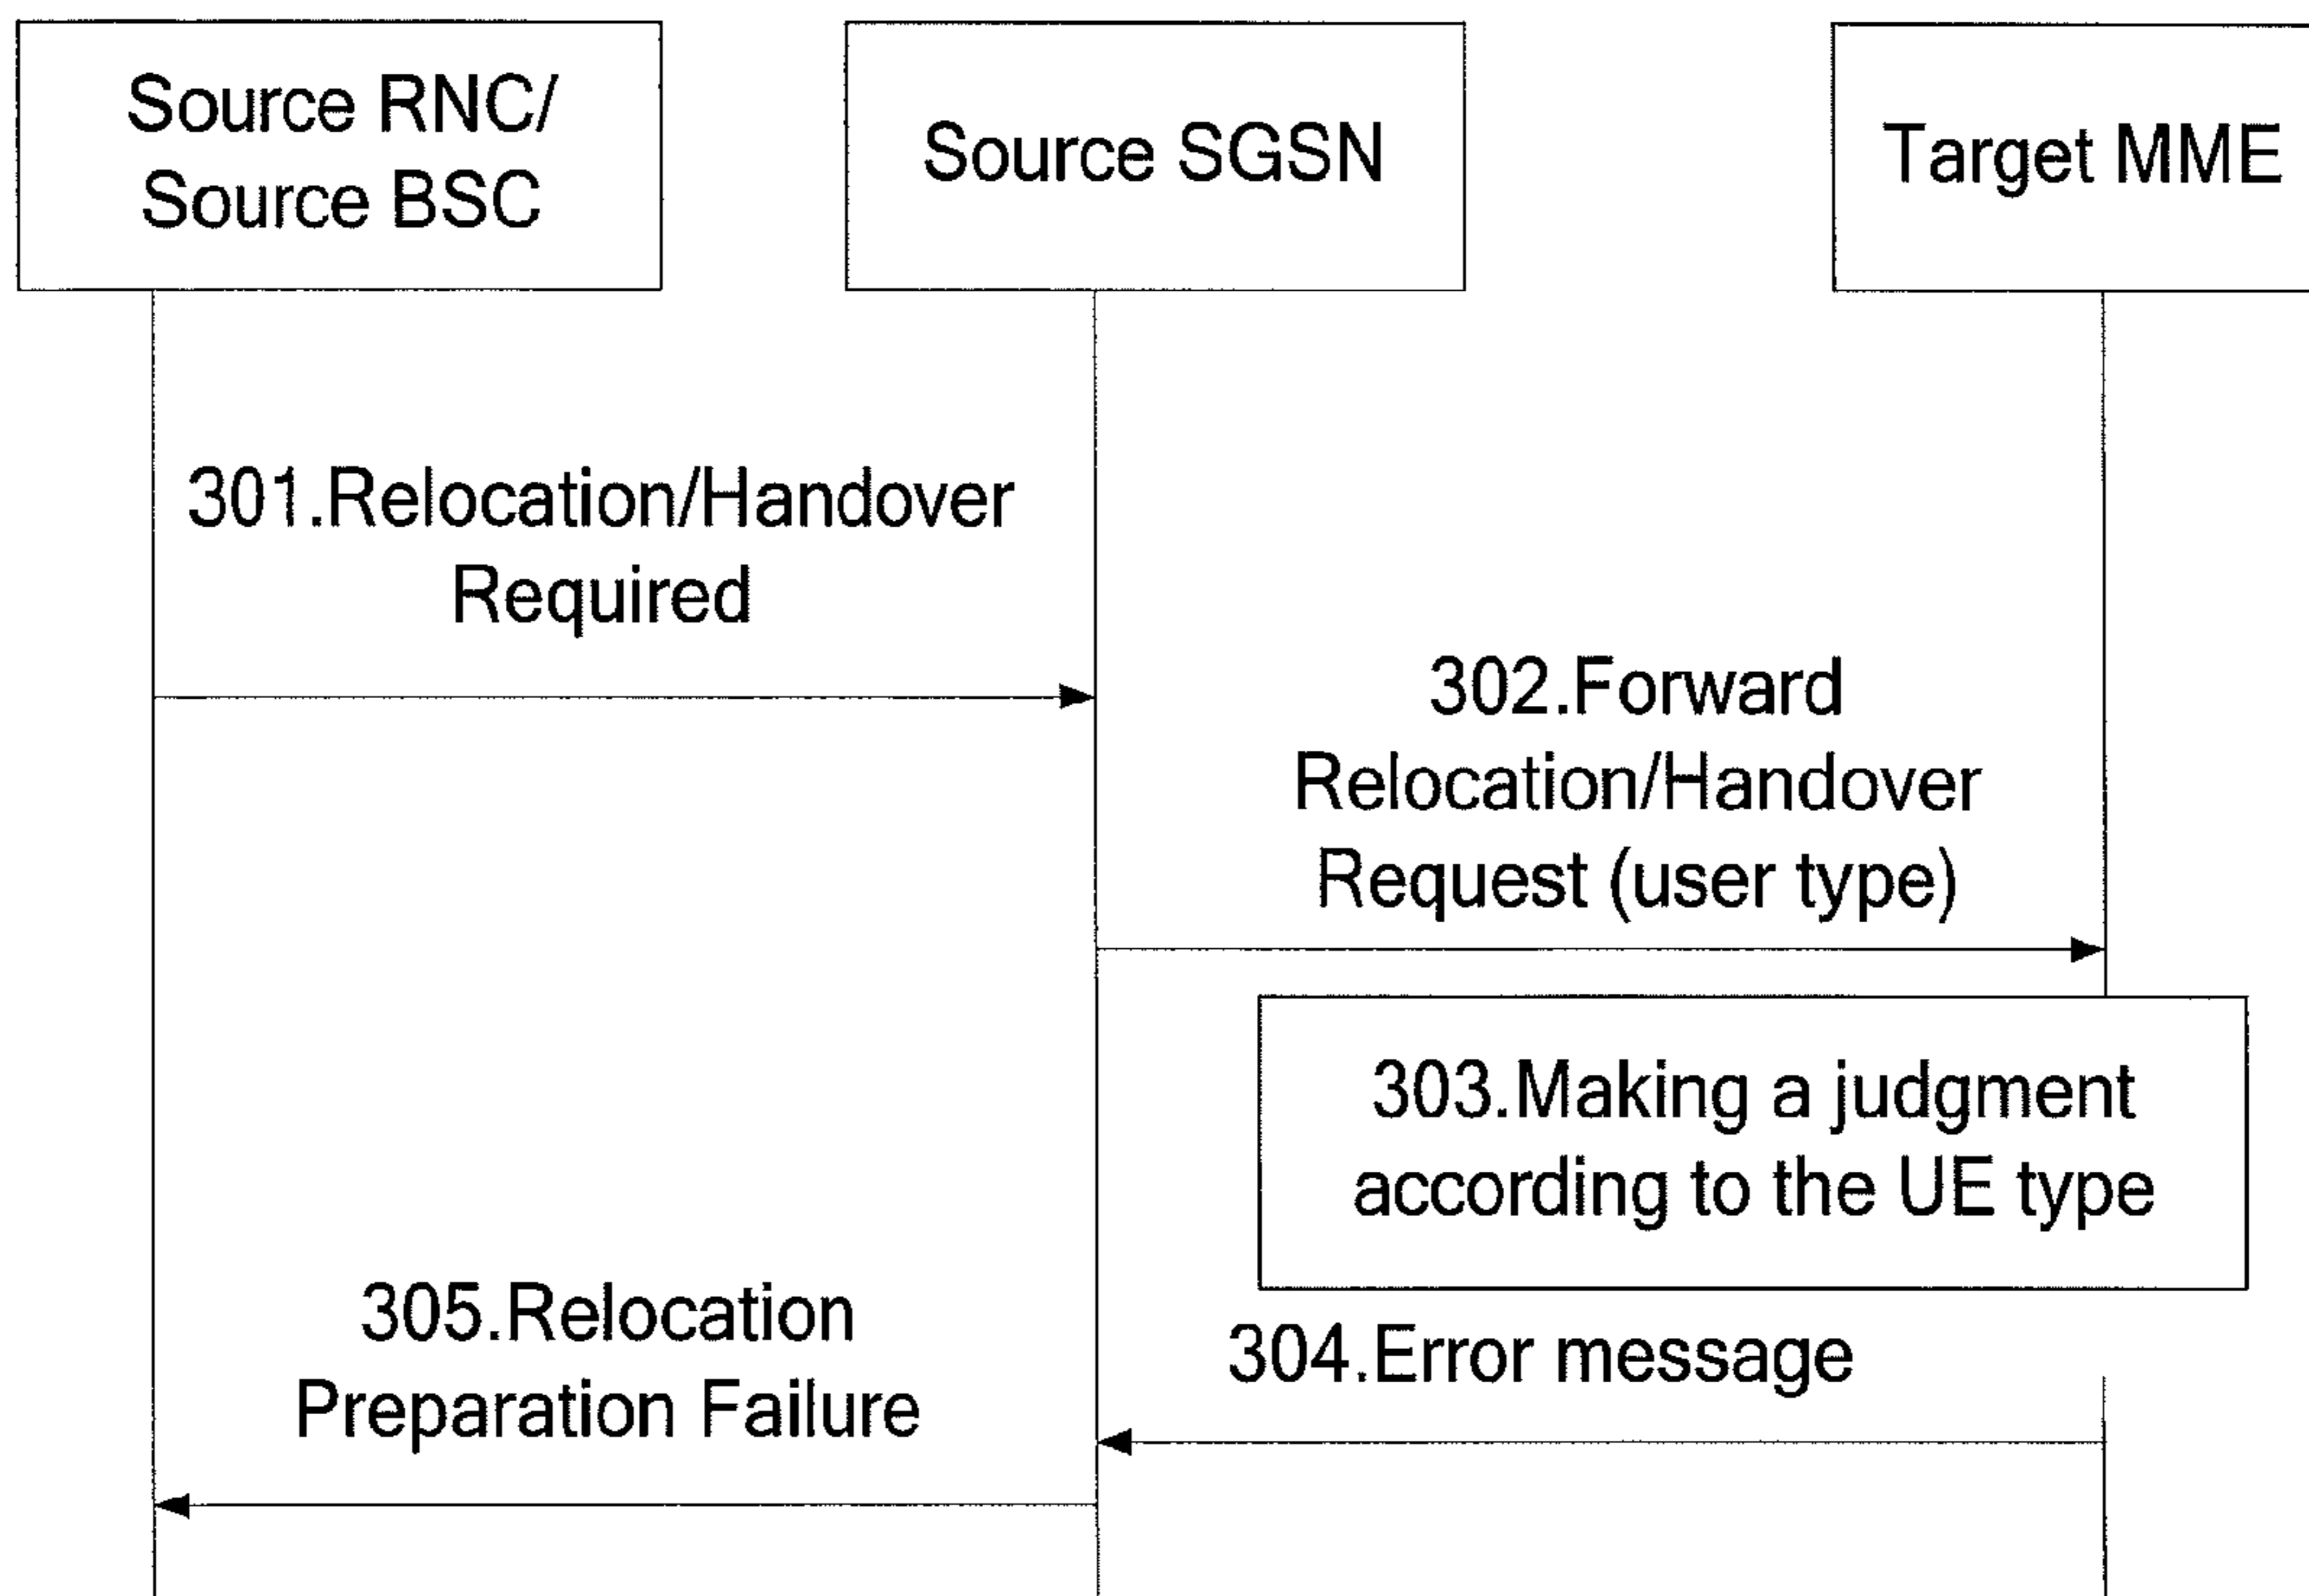 Source RNC/
Source BSC
Source SGSN
Target MME
301.Relocation/Handover
Required
302.Forward
Relocation/Handover
Request (user type)
303.Making a judgment
according to the UE type
304.Error message
305.Relocation
Preparation Failure